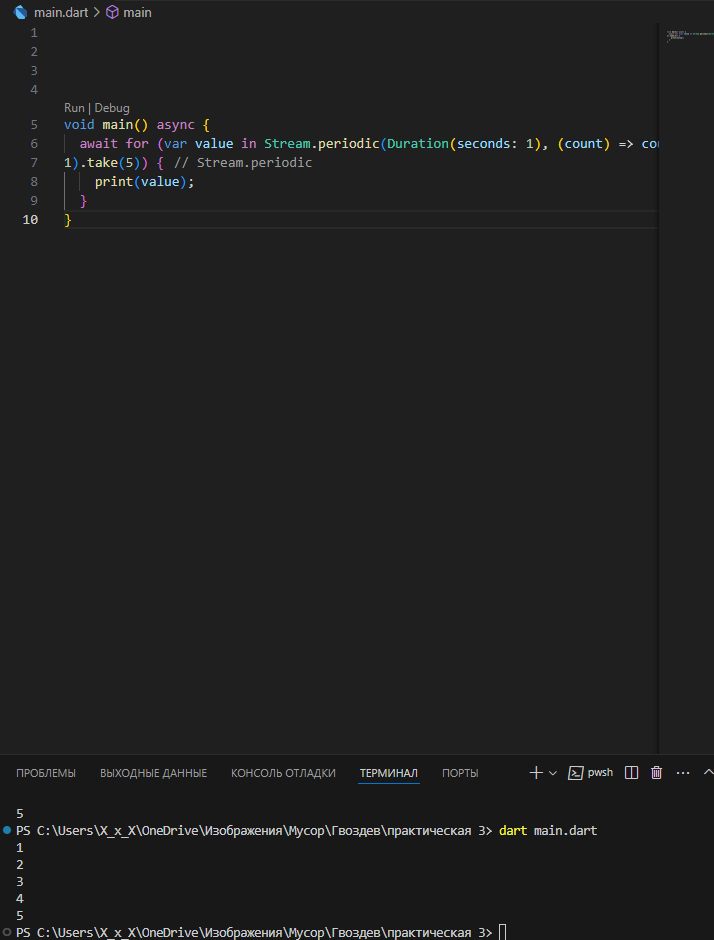 main.dart > main
1
2
3
4
Run | Debug
5 void main() async {
6 await for (var value in Stream.periodic(Duration(seconds: 1), (count) =>
7 1).take(5)) { // Stream.periodic
8 print(value);
9 }
10 }
ПРОБЛЕМЫ ВЫХОДНЫЕ ДАННЫЕ КОНСОЛЬ ОТЛАДКИ ТЕРМИНАЛ ПОРТЫ pwsh
5
PS C:\Users\X_x_X\OneDrive\Изображения\Мусор\Гвоздев\практическая 3> dart main.dart
1
2
3
4
5
PS C:\Users\X_x_X\OneDrive\Изображения\Мусор\Гвоздев\практическая 3>